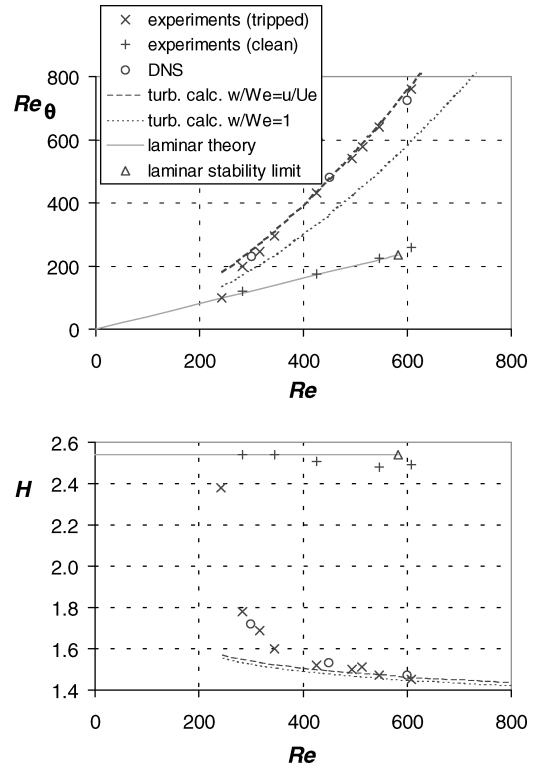 experiments (tripped)
experiments (clean)
DNS
turb. calc. w/We=u/Ue
turb. calc. w/We=1
laminar theory
laminar stability limit
Reθ
800
600
400
200
0
0 200 400 600 800
Re
H
2.6
2.4
2.2
2.0
1.8
1.6
1.4
0 200 400 600 800
Re